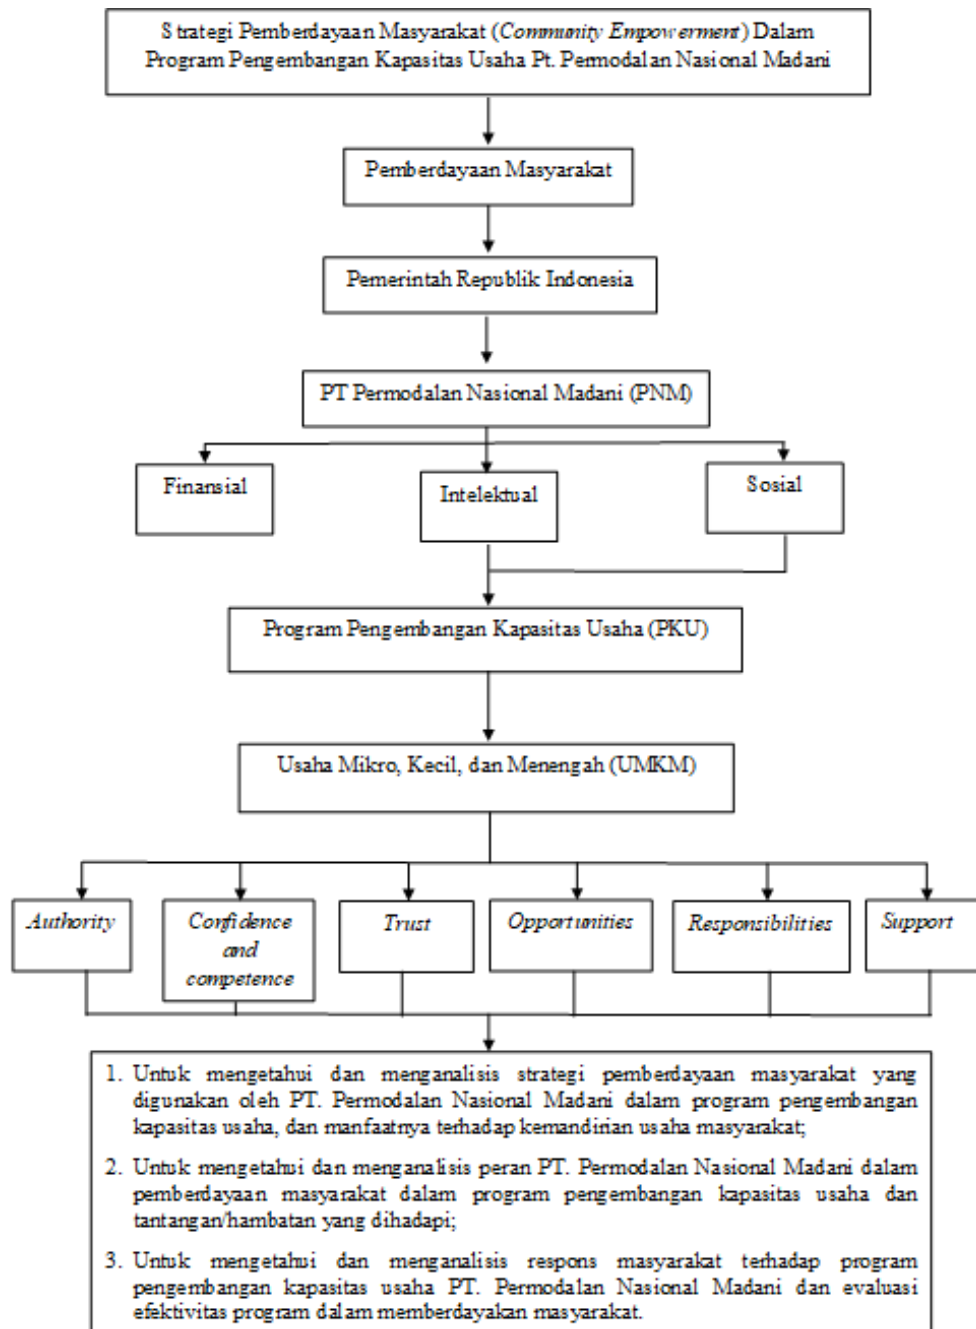 Strategi Pemberdayaan Masyarakat (Community Empowerment) Dalam
Program Pengembangan Kapasitas Usaha Pt. Permodalan Nasional Madani
Pemberdayaan Masyarakat
Pemerintah Republik Indonesia
PT Permodalan Nasional Madani (PNM)
Finansial
Intelektual
Sosial
Program Pengembangan Kapasitas Usaha (PKU)
Usaha Mikro, Kecil, dan Menengah (UMKM)
Authority
Confidence
and
competence
Trust
Opportunities
Responsibilities
Support
1. Untuk mengetahui dan menganalisis strategi pemberdayaan masyarakat yang
digunakan oleh PT. Permodalan Nasional Madani dalam program pengembangan
kapasitas usaha, dan manfaatnya terhadap kemandirian usaha masyarakat;
2. Untuk mengetahui dan menganalisis peran PT. Permodalan Nasional Madani dalam
pemberdayaan masyarakat dalam program pengembangan kapasitas usaha dan
tantangan/hambatan yang dihadapi;
3. Untuk mengetahui dan menganalisis respons masyarakat terhadap program
pengembangan kapasitas usaha PT. Permodalan Nasional Madani dan evaluasi
efektivitas program dalam memberdayakan masyarakat.